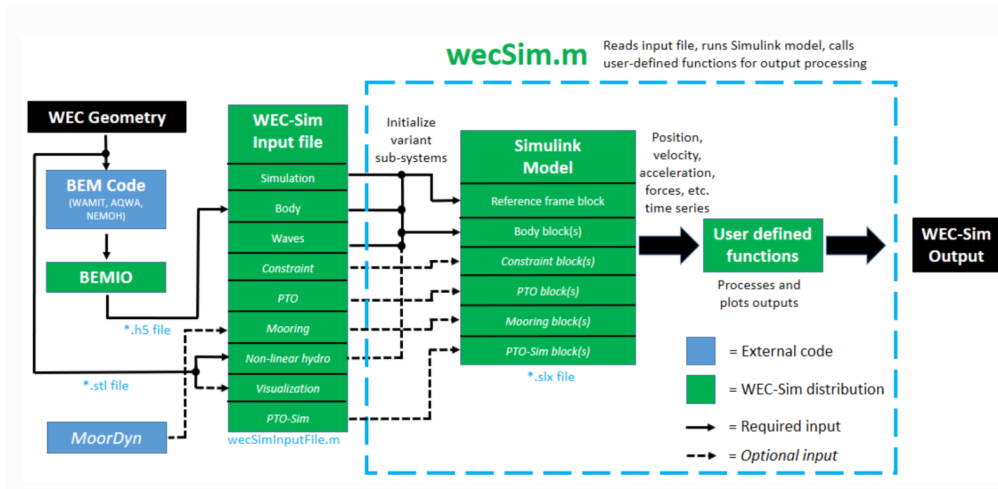 wecSim.m
Reads input file, runs Simulink model, calls
user-defined functions for output processing
WEC Geometry
BEM Code
(WAMIT, AQWA,
NEMOH)
BEMIO
*.h5 file
*.stl file
MoorDyn
WEC-Sim
Input file
Simulation
Body
Waves
Constraint
PTO
Mooring
Non-linear hydro
Visualization
PTO-Sim
wecSimInputFile.m
Initialize
variant
sub-systems
Simulink
Model
Reference frame block
Body block(s)
Constraint block(s)
PTO block(s)
Mooring block(s)
PTO-Sim block(s)
*.slx file
Position,
velocity,
acceleration,
forces, etc.
time series
User defined
functions
Processes and
plots outputs
WEC-Sim
Output
= External code
= WEC-Sim distribution
= Required input
= Optional input